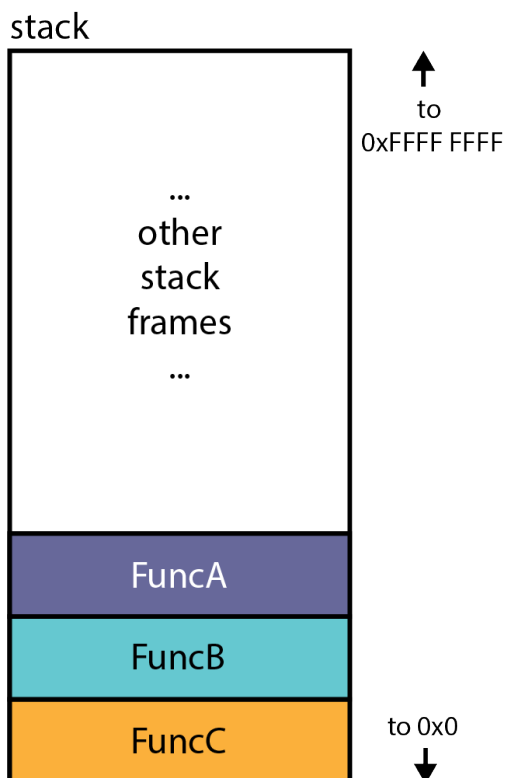 stack
to
0xFFFF FFFF
...
other
stack
frames
...
FuncA
FuncB
FuncC
to 0x0